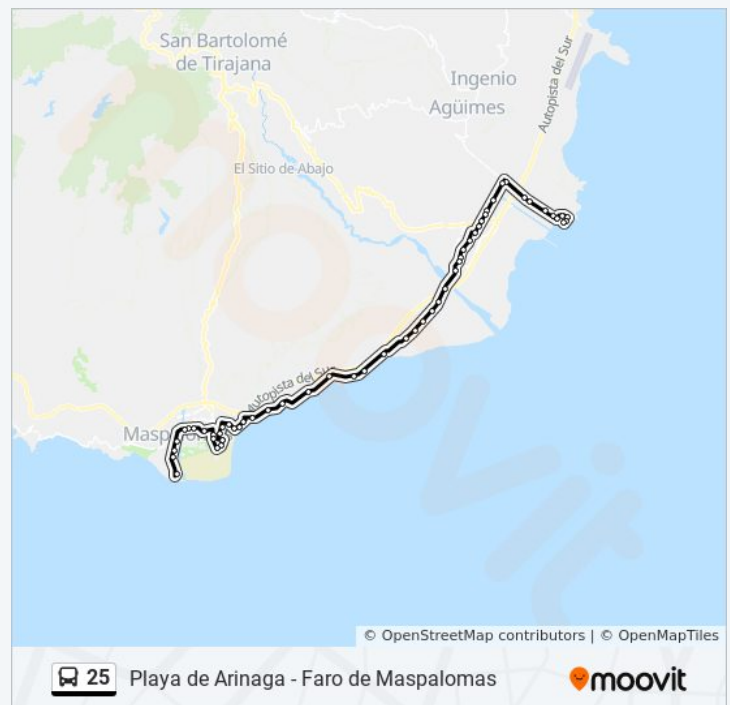 San Bartolomé
de Tirajana
Ingenio
Agüimes
Autopista del Sur
El Sitio de Abajo
Autopista del Sur
© OpenStreetMap contributors | © OpenMapTiles
25 Playa de Arinaga - Faro de Maspalomas
moovit